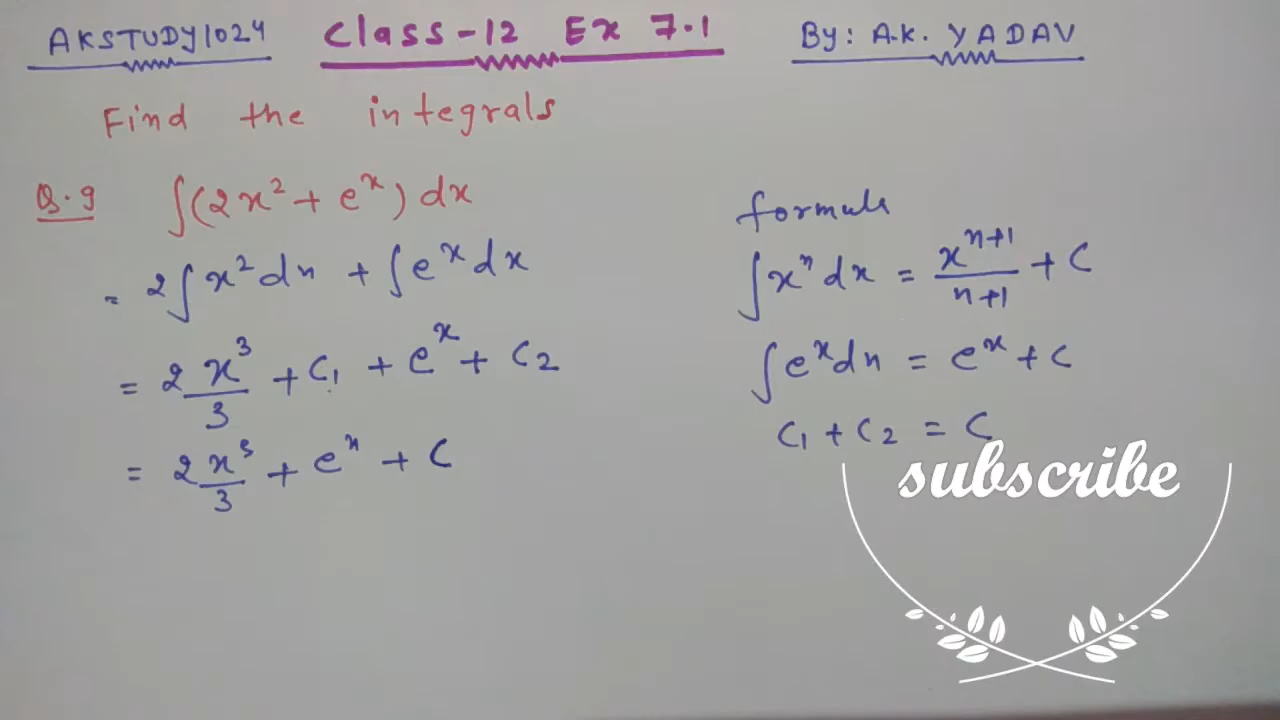 AKSTUDY1024 Class-12 Ex 7.1 By: A.K. YADAV
Find the integrals
Q.9 ∫(2x² + eˣ) dx
= 2∫x² dx + ∫eˣ dx
= 2 x³/3 + C₁ + eˣ + C₂
= 2x³/3 + eˣ + C
formula
∫xⁿ dx = xⁿ⁺¹/n+1 + C
∫eˣ dx = eˣ + C
C₁ + C₂ = C
subscribe